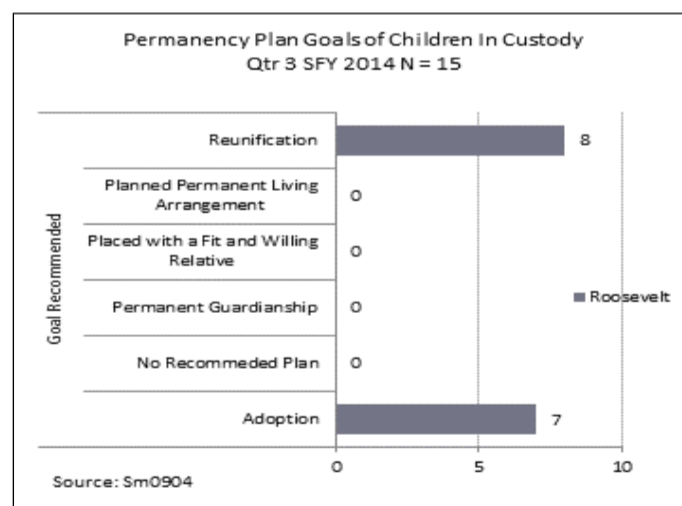 Permanency Plan Goals of Children In Custody
Qtr 3 SFY 2014 N = 15
Goal Recommended
Reunification
8
Planned Permanent Living
Arrangement
0
Placed with a Fit and Willing
Relative
0
Permanent Guardianship
0
No Recommeded Plan
0
Adoption
7
Roosevelt
0 5 10
Source: Sm0904